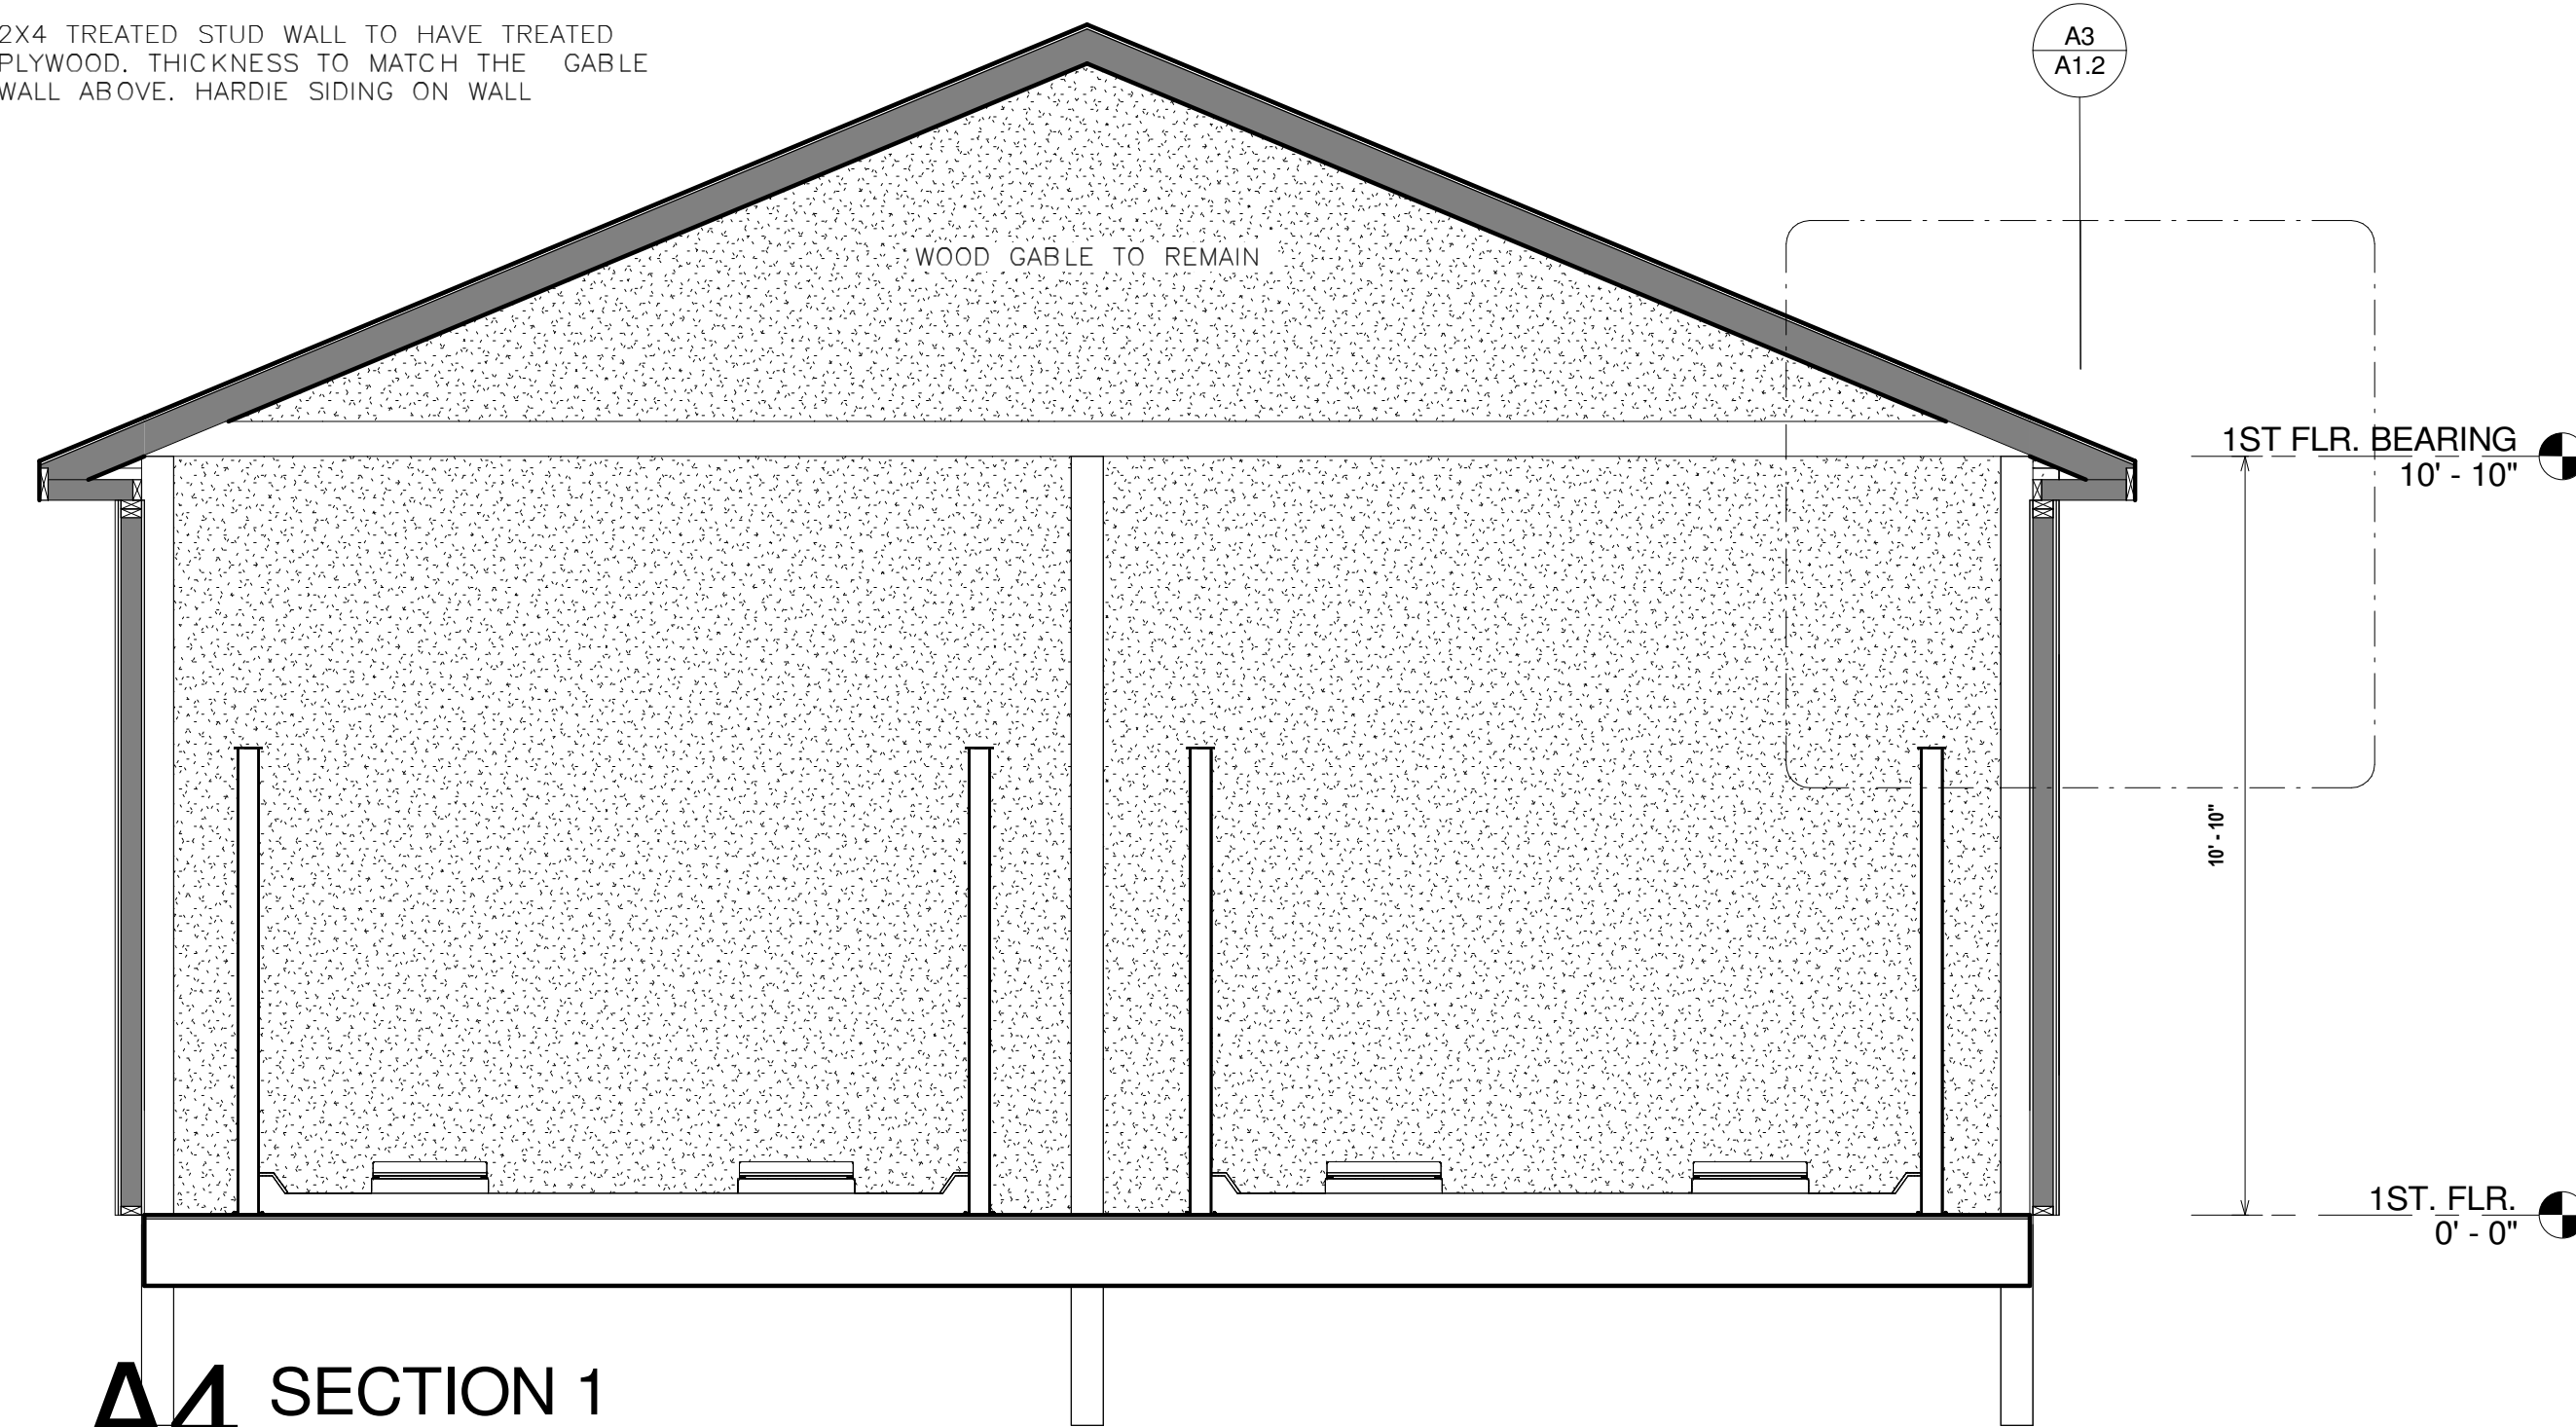 2X4 TREATED STUD WALL TO HAVE TREATED
PLYWOOD. THICKNESS TO MATCH THE GABLE
WALL ABOVE. HARDIE SIDING ON WALL
A3
A1.2
WOOD GABLE TO REMAIN
1ST FLR. BEARING
10' - 10"
10' - 10"
1ST. FLR.
0' - 0"
A4 SECTION 1